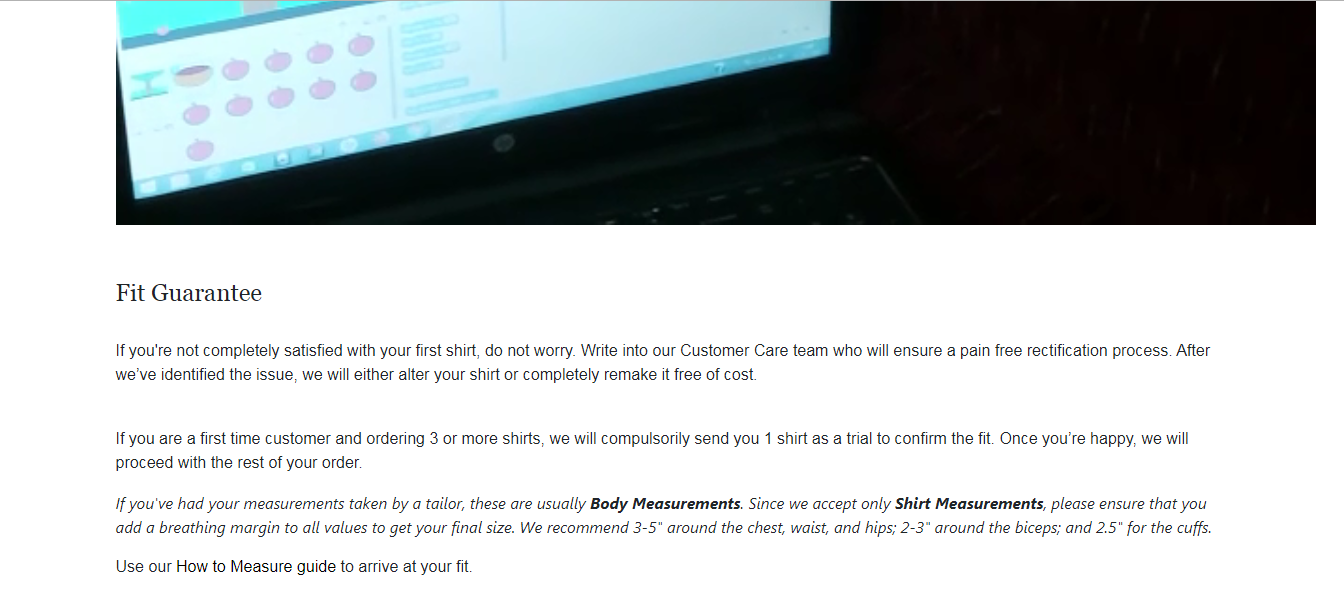 Fit Guarantee
If you're not completely satisfied with your first shirt, do not worry. Write into our Customer Care team who will ensure a pain free rectification process. After
we’ve identified the issue, we will either alter your shirt or completely remake it free of cost.
If you are a first time customer and ordering 3 or more shirts, we will compulsorily send you 1 shirt as a trial to confirm the fit. Once you’re happy, we will
proceed with the rest of your order.
If you've had your measurements taken by a tailor, these are usually Body Measurements. Since we accept only Shirt Measurements, please ensure that you
add a breathing margin to all values to get your final size. We recommend 3-5" around the chest, waist, and hips; 2-3" around the biceps; and 2.5" for the cuffs.
Use our How to Measure guide to arrive at your fit.